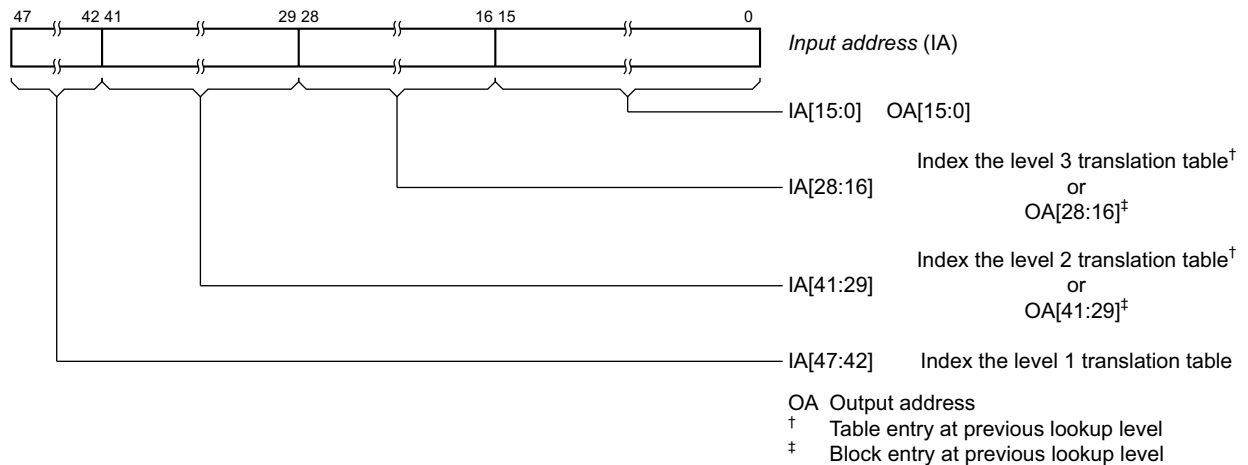 47 42 41 29 28 16 15 0
Input address (IA)
IA[15:0] OA[15:0]
Index the level 3 translation table†
IA[28:16] or
OA[28:16]‡
Index the level 2 translation table†
IA[41:29] or
OA[41:29]‡
IA[47:42] Index the level 1 translation table
OA Output address
† Table entry at previous lookup level
‡ Block entry at previous lookup level